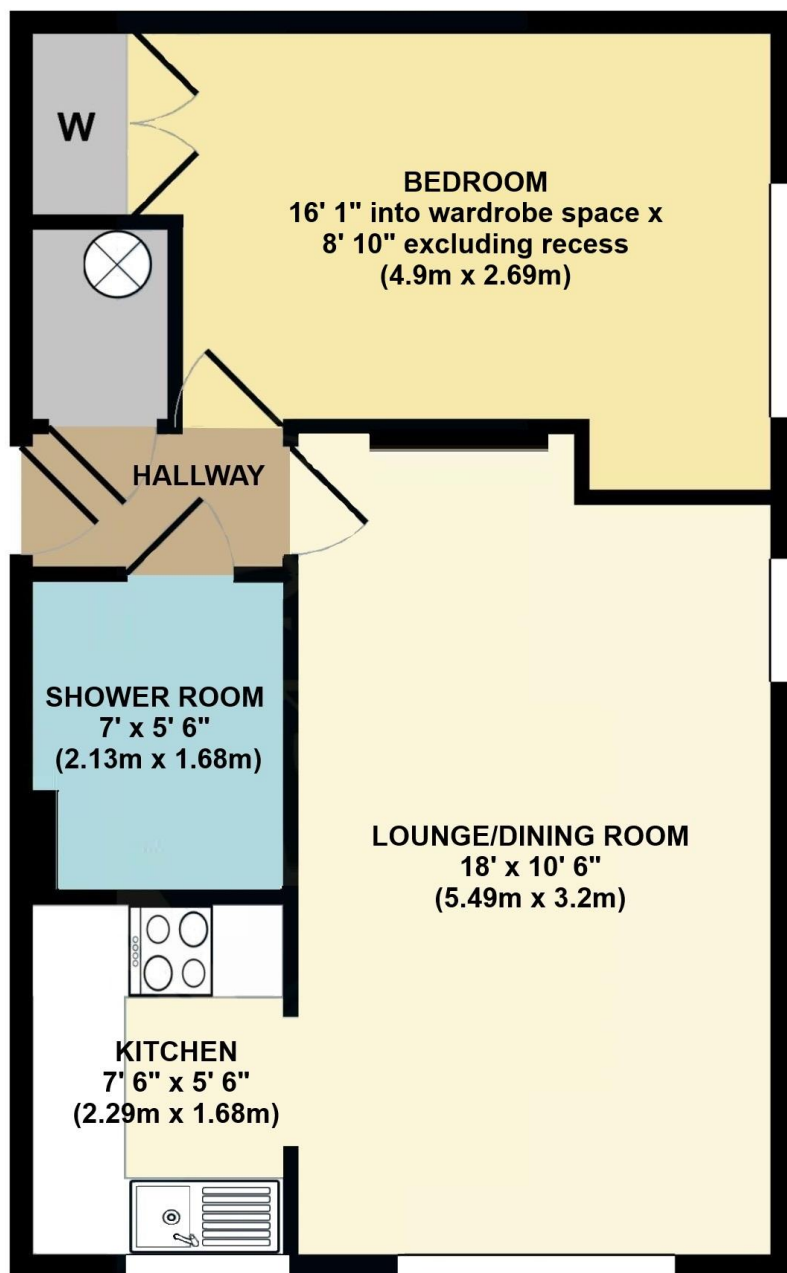 W
BEDROOM
16' 1" into wardrobe space x
8' 10" excluding recess
(4.9m x 2.69m)
HALLWAY
SHOWER ROOM
7' x 5' 6"
(2.13m x 1.68m)
LOUNGE/DINING ROOM
18' x 10' 6"
(5.49m x 3.2m)
KITCHEN
7' 6" x 5' 6"
(2.29m x 1.68m)